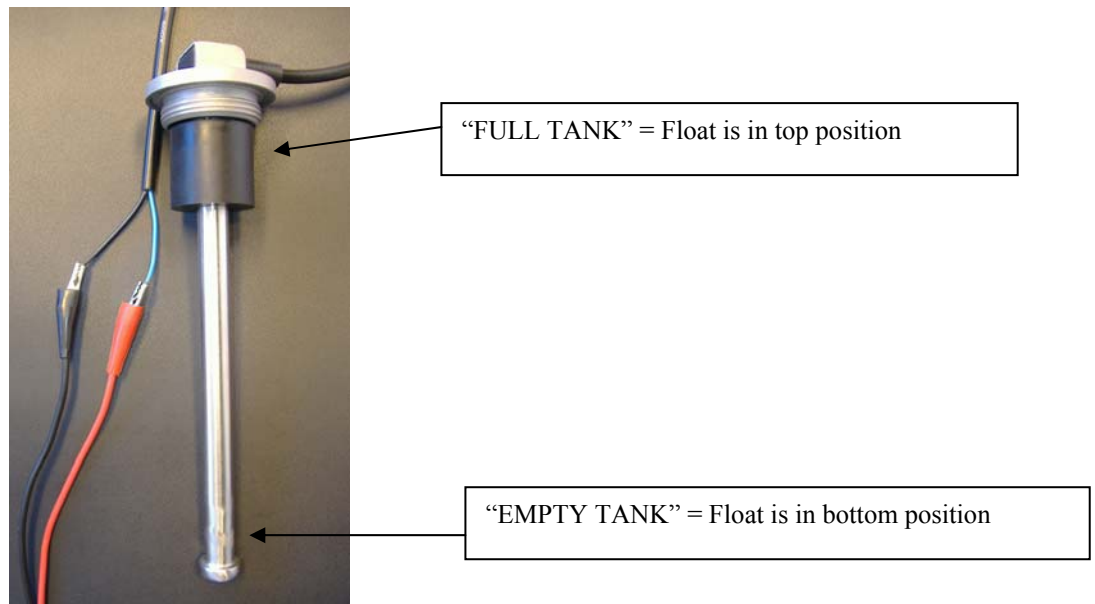 “FULL TANK” = Float is in top position
“EMPTY TANK” = Float is in bottom position